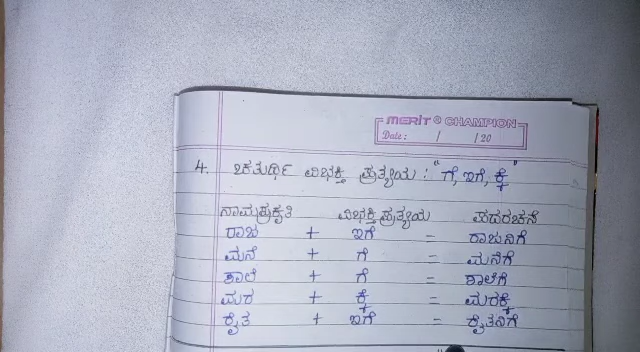 MERIT ® CHAMPION
Date: / /20
4. ಚತುರ್ಥಿ ವಿಭಕ್ತಿ ಪ್ರತ್ಯಯ : "ಗೆ, ಇಗೆ, ಕ್ಕೆ"
ನಾಮಪ್ರಕೃತಿ ವಿಭಕ್ತಿ ಪ್ರತ್ಯಯ ಪದರಚನೆ
ರಾಜು + ಇಗೆ = ರಾಜುನಿಗೆ
ಮನೆ + ಗೆ = ಮನೆಗೆ
ಶಾಲೆ + ಗೆ = ಶಾಲೆಗೆ
ಮರ + ಕ್ಕೆ = ಮರಕ್ಕೆ
ರೈತ + ಇಗೆ = ರೈತನಿಗೆ